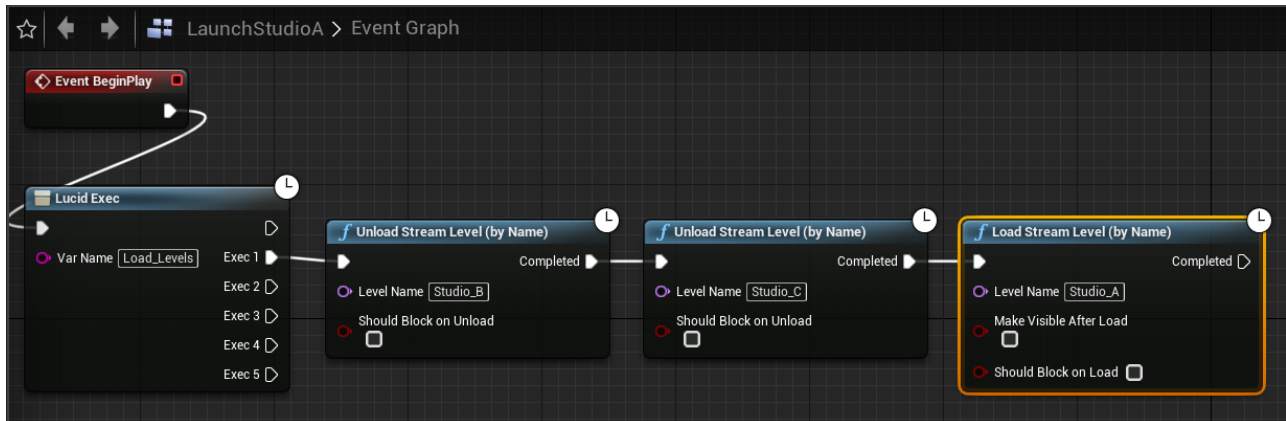 LaunchStudioA > Event Graph
Event BeginPlay
Lucid Exec
Var Name Load_Levels Exec 1
Exec 2
Exec 3
Exec 4
Exec 5
f Unload Stream Level (by Name)
Completed
Level Name Studio_B
Should Block on Unload
f Unload Stream Level (by Name)
Completed
Level Name Studio_C
Should Block on Unload
f Load Stream Level (by Name)
Completed
Level Name Studio_A
Make Visible After Load
Should Block on Load